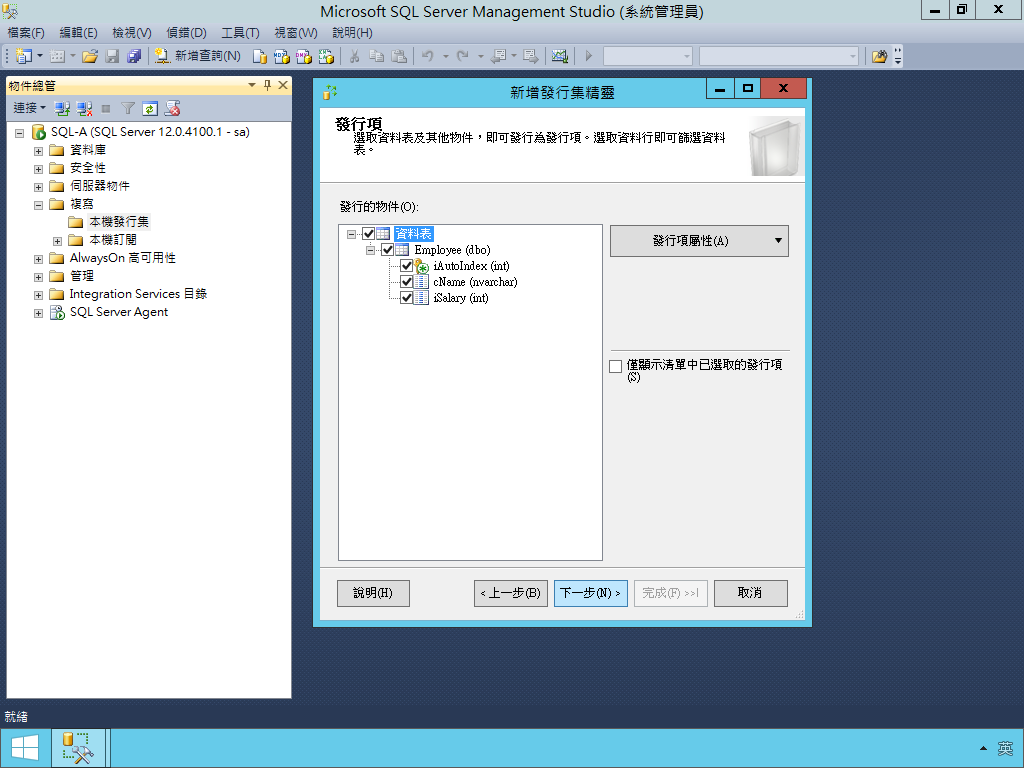 Microsoft SQL Server Management Studio (系統管理員)
檔案(F) 編輯(E) 檢視(V) 偵錯(D) 工具(T) 視窗(W) 說明(H)
新增查詢(N)
物件總管
連接
SQL-A (SQL Server 12.0.4100.1 - sa)
資料庫
安全性
伺服器物件
複寫
本機發行集
本機訂閱
AlwaysOn 高可用性
管理
Integration Services 目錄
SQL Server Agent
新增發行集精靈
發行項
選取資料表及其他物件，即可發行為發行項。選取資料行即可篩選資料
表。
發行的物件(O):
資料表
Employee (dbo)
iAutoIndex (int)
cName (nvarchar)
iSalary (int)
發行項屬性(A)
僅顯示清單中已選取的發行項
(S)
說明(H)
< 上一步(B)
下一步(N) >
完成(F) >>|
取消
就緒
英